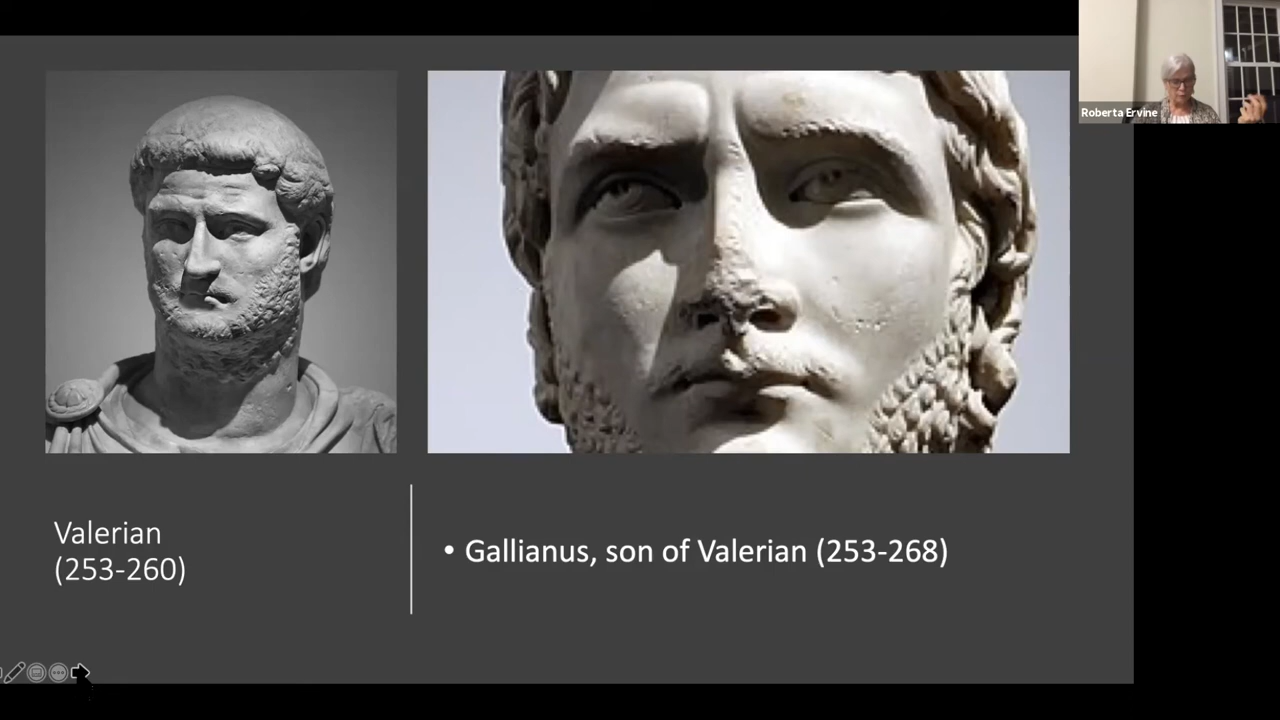 Roberta Ervine
Valerian
(253-260)
• Gallianus, son of Valerian (253-268)